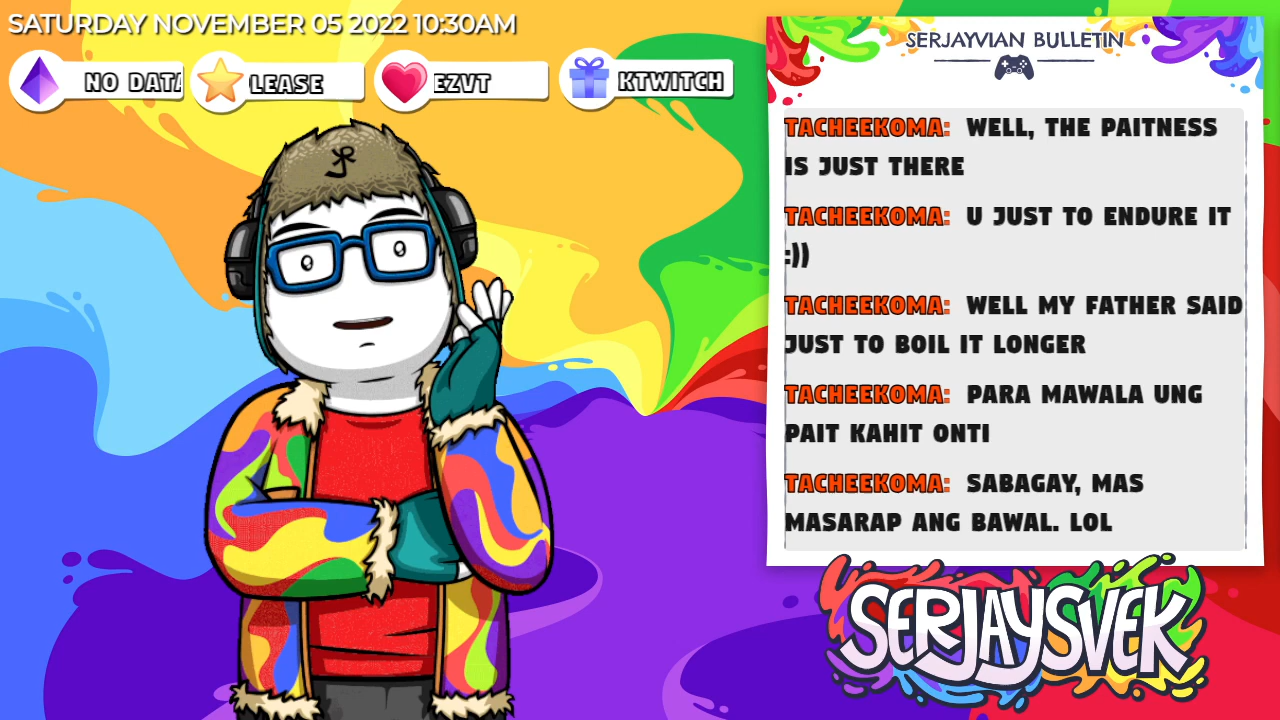 SATURDAY NOVEMBER 05 2022 10:30AM
NO DATA
LEASE
EZVT
KTWITCH
SERJAYVIAN BULLETIN
TACHEEKOMA: WELL, THE PAITNESS
IS JUST THERE
TACHEEKOMA: U JUST TO ENDURE IT
:))
TACHEEKOMA: WELL MY FATHER SAID
JUST TO BOIL IT LONGER
TACHEEKOMA: PARA MAWALA UNG
PAIT KAHIT ONTI
TACHEEKOMA: SABAGAY, MAS
MASARAP ANG BAWAL. LOL
SERJAYSVEK